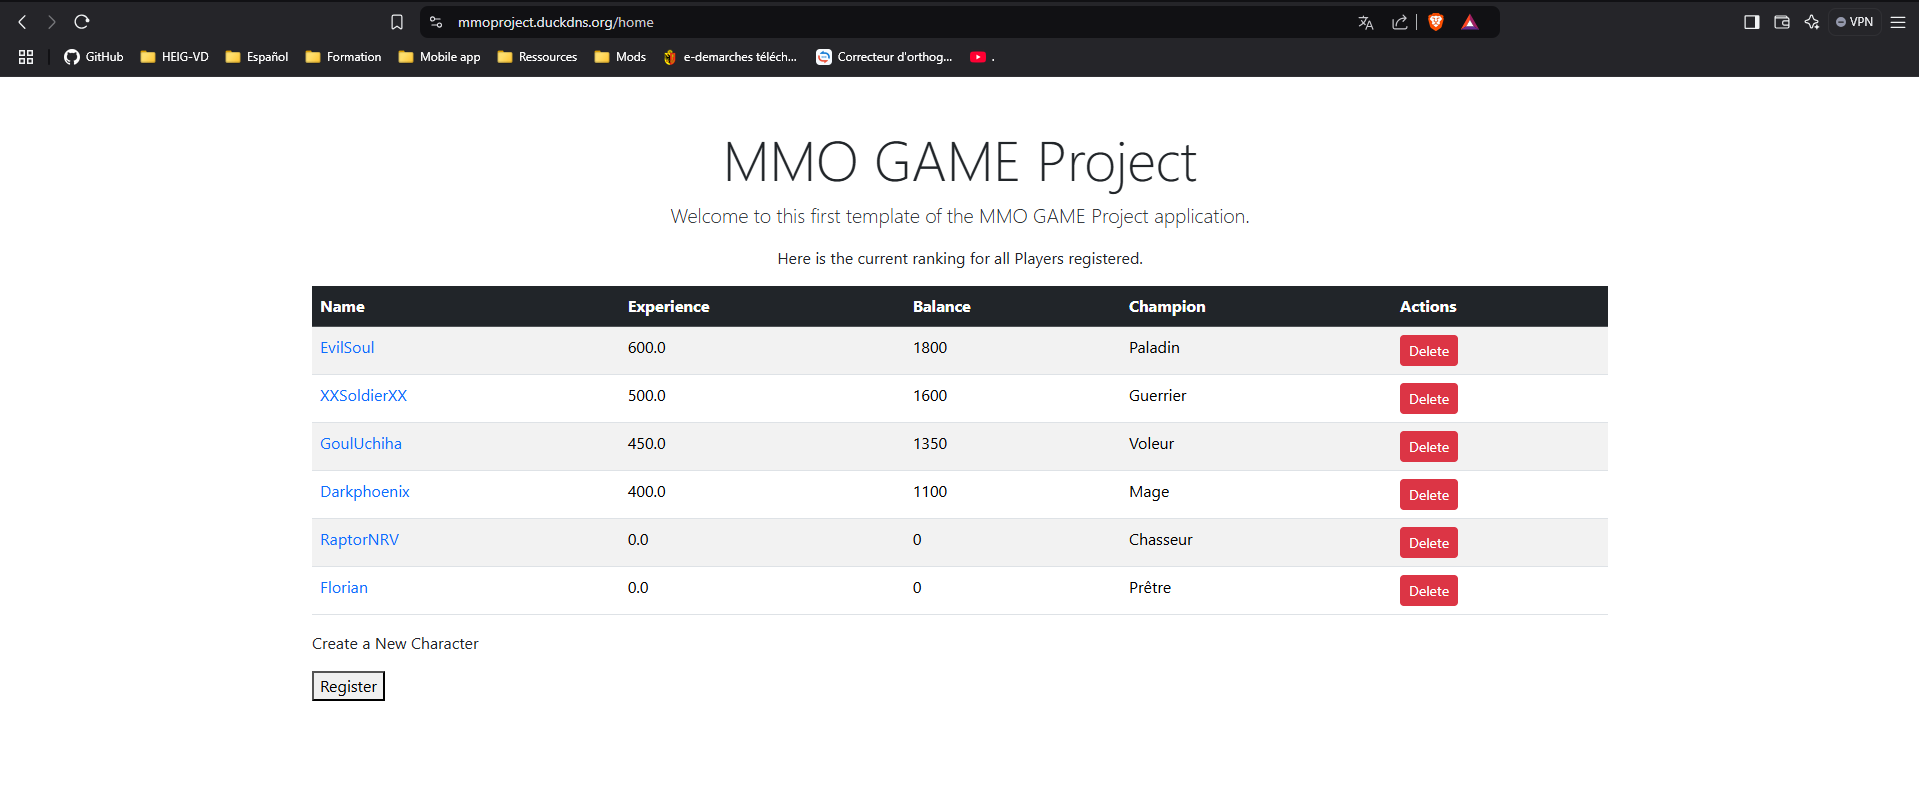 mmoproject.duckdns.org/home
VPN
GitHub HEIG-VD Español Formation Mobile app Ressources Mods e-demarches téléch... Correcteur d'orthog... .
MMO GAME Project
Welcome to this first template of the MMO GAME Project application.
Here is the current ranking for all Players registered.
Name Experience Balance Champion Actions
EvilSoul 600.0 1800 Paladin Delete
XXSoldierXX 500.0 1600 Guerrier Delete
GoulUchiha 450.0 1350 Voleur Delete
Darkphoenix 400.0 1100 Mage Delete
RaptorNRV 0.0 0 Chasseur Delete
Florian 0.0 0 Prêtre Delete
Create a New Character
Register